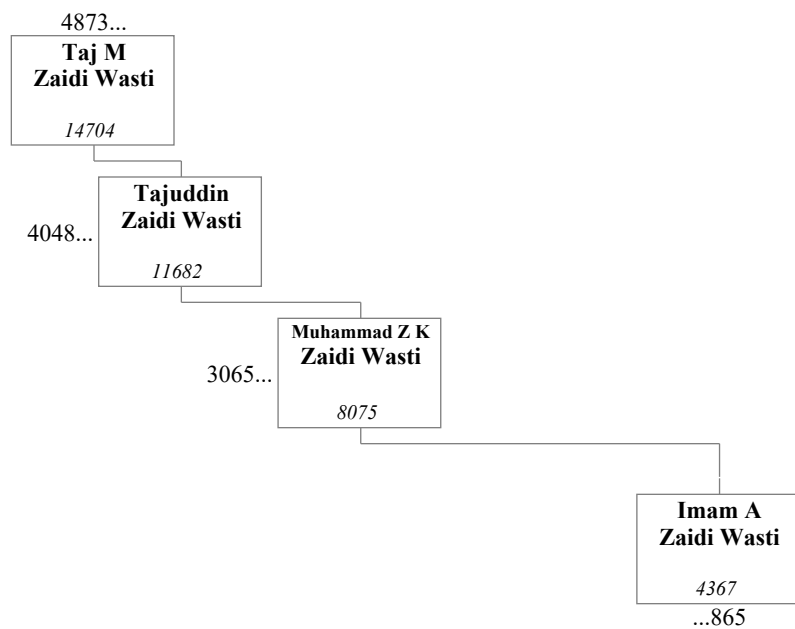 4873...
Taj M
Zaidi Wasti
14704
Tajuddin
Zaidi Wasti
4048...
11682
Muhammad Z K
Zaidi Wasti
3065...
8075
Imam A
Zaidi Wasti
4367
...865